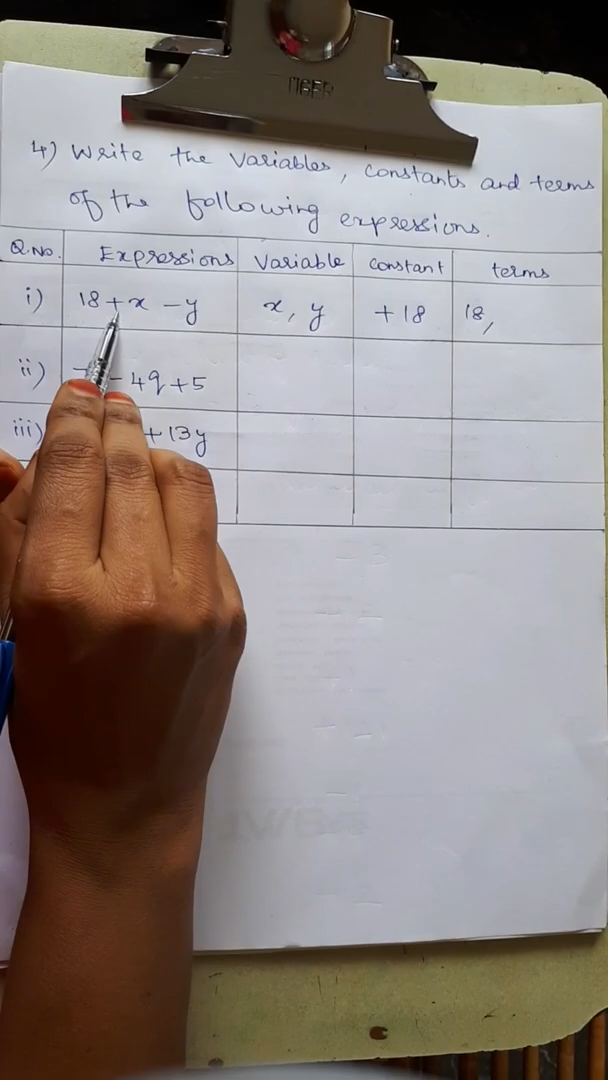 TIGER
4) Write the variables, constants and terms
of the following expressions.
Q.No. Expressions Variable constant terms
i) 18+x-y x, y +18 18,
ii) - 4q+5
iii) +13y